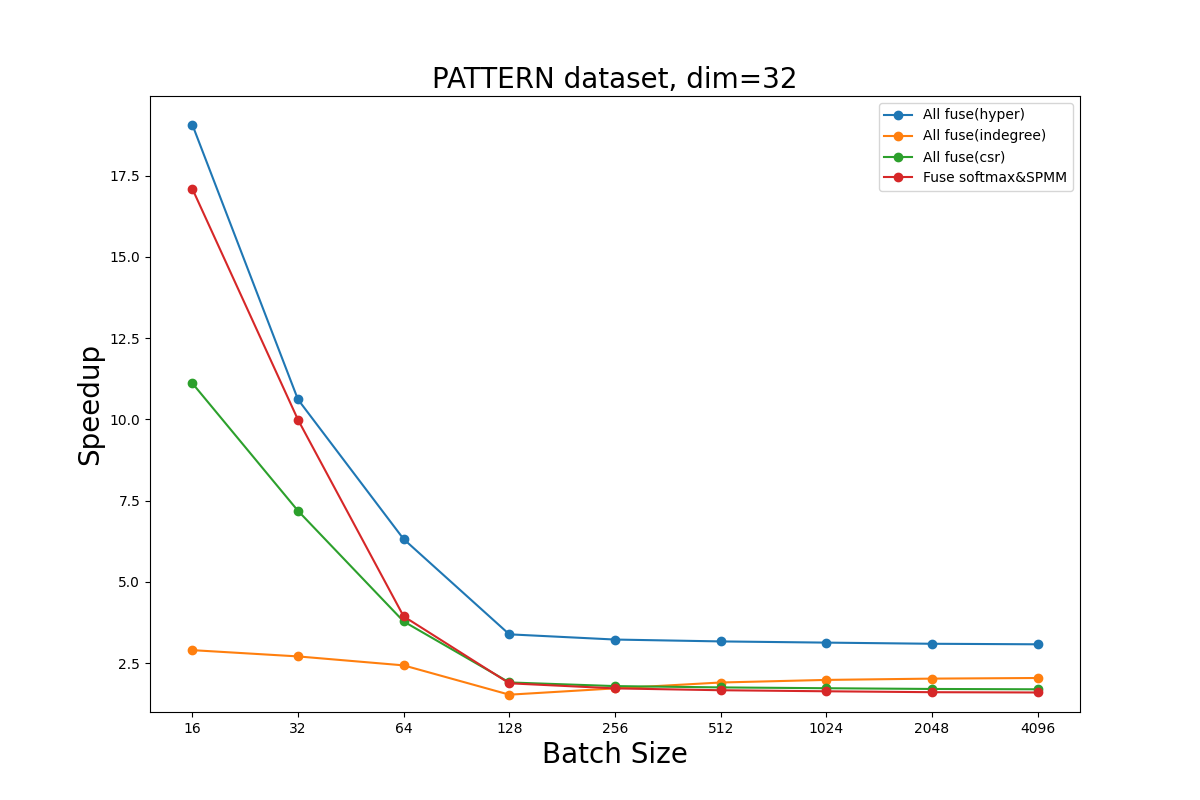 PATTERN dataset, dim=32
All fuse(hyper)
All fuse(indegree)
All fuse(csr)
Fuse softmax&SPMM
Speedup
17.5
15.0
12.5
10.0
7.5
5.0
2.5
16 32 64 128 256 512 1024 2048 4096
Batch Size